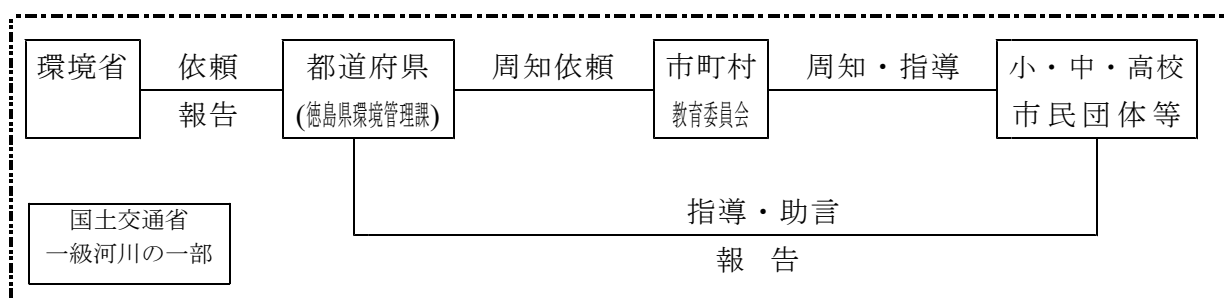 環境省 依頼 都道府県 周知依頼 市町村 周知・指導 小・中・高校
報告 (徳島県環境管理課) 教育委員会 市民団体等
指導・助言
報告
国土交通省
一級河川の一部